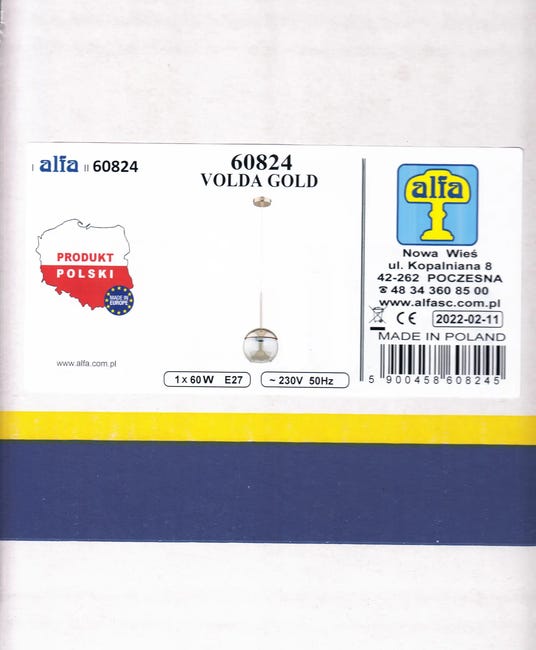 alfa 60824
60824
VOLDA GOLD
PRODUKT
POLSKI
MADE IN
EUROPE
www.alfa.com.pl
1 x 60 W E27
~ 230V 50Hz
alfa
Nowa Wieś
ul. Kopalniana 8
42-262 POCZESNA
☎ 48 34 360 85 00
www.alfasc.com.pl
CE 2022-02-11
MADE IN POLAND
5 900458 608245